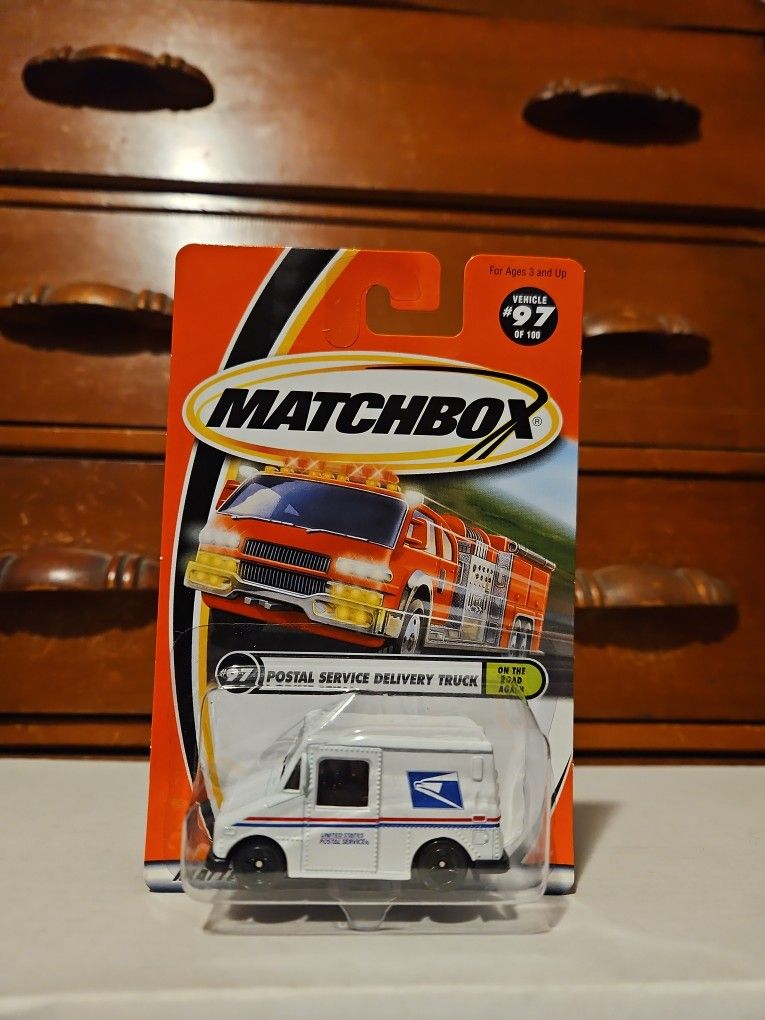 For Ages 3 and Up
VEHICLE
#97
OF 100
MATCHBOX®
#97 POSTAL SERVICE DELIVERY TRUCK
ON THE
ROAD
AGAIN
UNITED STATES
POSTAL SERVICE®